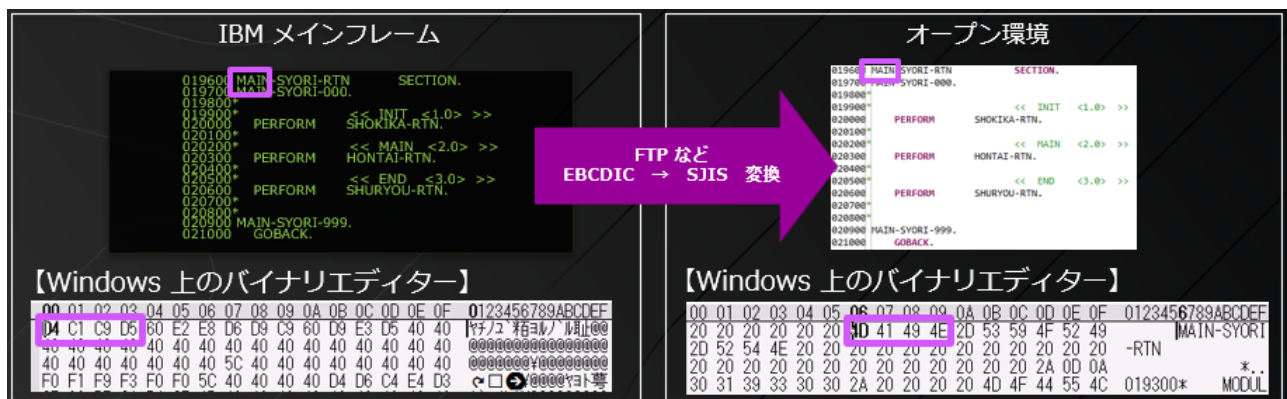 IBM メインフレーム
019600 MAIN-SYORI-RTN SECTION.
019700 MAIN-SYORI-000.
019800*
019900* << INIT <1.0> >>
020000 PERFORM SHOKIKA-RTN.
020100*
020200* << MAIN <2.0> >>
020300 PERFORM HONTAI-RTN.
020400*
020500* << END <3.0> >>
020600 PERFORM SHURYOU-RTN.
020700*
020800*
020900 MAIN-SYORI-999.
021000 GOBACK.
【Windows 上のバイナリエディター】
00 01 02 03 04 05 06 07 08 09 0A 0B 0C 0D 0E 0F 0123456789ABCDEF
D4 C1 C9 D5 60 E2 E8 D6 D9 C9 60 D9 E3 D5 40 40
40 40 40 40 40 40 40 40 40 40 40 40 40 40 40 40 @@@@@@@@@@@@@@@@
40 40 40 40 40 40 5C 40 40 40 40 40 40 40 40 40 @@@@@@¥@@@@@@@@@
F0 F1 F9 F3 F0 F0 5C 40 40 40 40 D4 D6 C4 E4 D3
FTP など
EBCDIC → SJIS 変換
オープン環境
019600 MAIN-SYORI-RTN SECTION.
019700 MAIN-SYORI-000.
019800*
019900* << INIT <1.0> >>
020000 PERFORM SHOKIKA-RTN.
020100*
020200* << MAIN <2.0> >>
020300 PERFORM HONTAI-RTN.
020400*
020500* << END <3.0> >>
020600 PERFORM SHURYOU-RTN.
020700*
020800*
020900 MAIN-SYORI-999.
021000 GOBACK.
【Windows 上のバイナリエディター】
00 01 02 03 04 05 06 07 08 09 0A 0B 0C 0D 0E 0F 0123456789ABCDEF
20 20 20 20 20 20 4D 41 49 4E 2D 53 59 4F 52 49 MAIN-SYORI
2D 52 54 4E 20 20 20 20 20 20 20 20 20 20 20 20 -RTN
20 20 20 20 20 20 20 20 20 20 20 20 20 2A 0D 0A *..
30 31 39 33 30 30 2A 20 20 20 20 4D 4F 44 55 4C 019300* MODUL